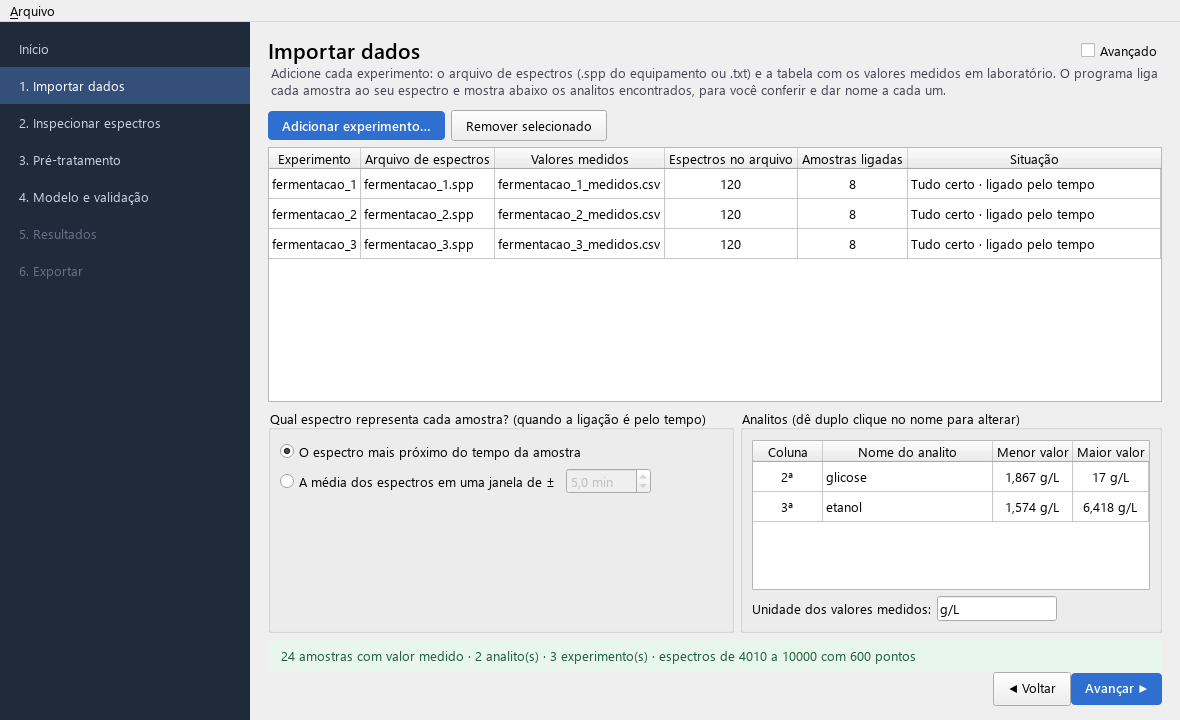 Arquivo
Início
1. Importar dados
2. Inspecionar espectros
3. Pré-tratamento
4. Modelo e validação
5. Resultados
6. Exportar
Importar dados
Avançado
Adicione cada experimento: o arquivo de espectros (.spp do equipamento ou .txt) e a tabela com os valores medidos em laboratório. O programa liga
cada amostra ao seu espectro e mostra abaixo os analitos encontrados, para você conferir e dar nome a cada um.
Adicionar experimento... Remover selecionado
Experimento Arquivo de espectros Valores medidos Espectros no arquivo Amostras ligadas Situação
fermentacao_1 fermentacao_1.spp fermentacao_1_medidos.csv 120 8 Tudo certo · ligado pelo tempo
fermentacao_2 fermentacao_2.spp fermentacao_2_medidos.csv 120 8 Tudo certo · ligado pelo tempo
fermentacao_3 fermentacao_3.spp fermentacao_3_medidos.csv 120 8 Tudo certo · ligado pelo tempo
Qual espectro representa cada amostra? (quando a ligação é pelo tempo)
O espectro mais próximo do tempo da amostra
A média dos espectros em uma janela de ± 5,0 min
Analitos (dê duplo clique no nome para alterar)
Coluna Nome do analito Menor valor Maior valor
2ª glicose 1,867 g/L 17 g/L
3ª etanol 1,574 g/L 6,418 g/L
Unidade dos valores medidos: g/L
24 amostras com valor medido · 2 analito(s) · 3 experimento(s) · espectros de 4010 a 10000 com 600 pontos
◄ Voltar Avançar ►